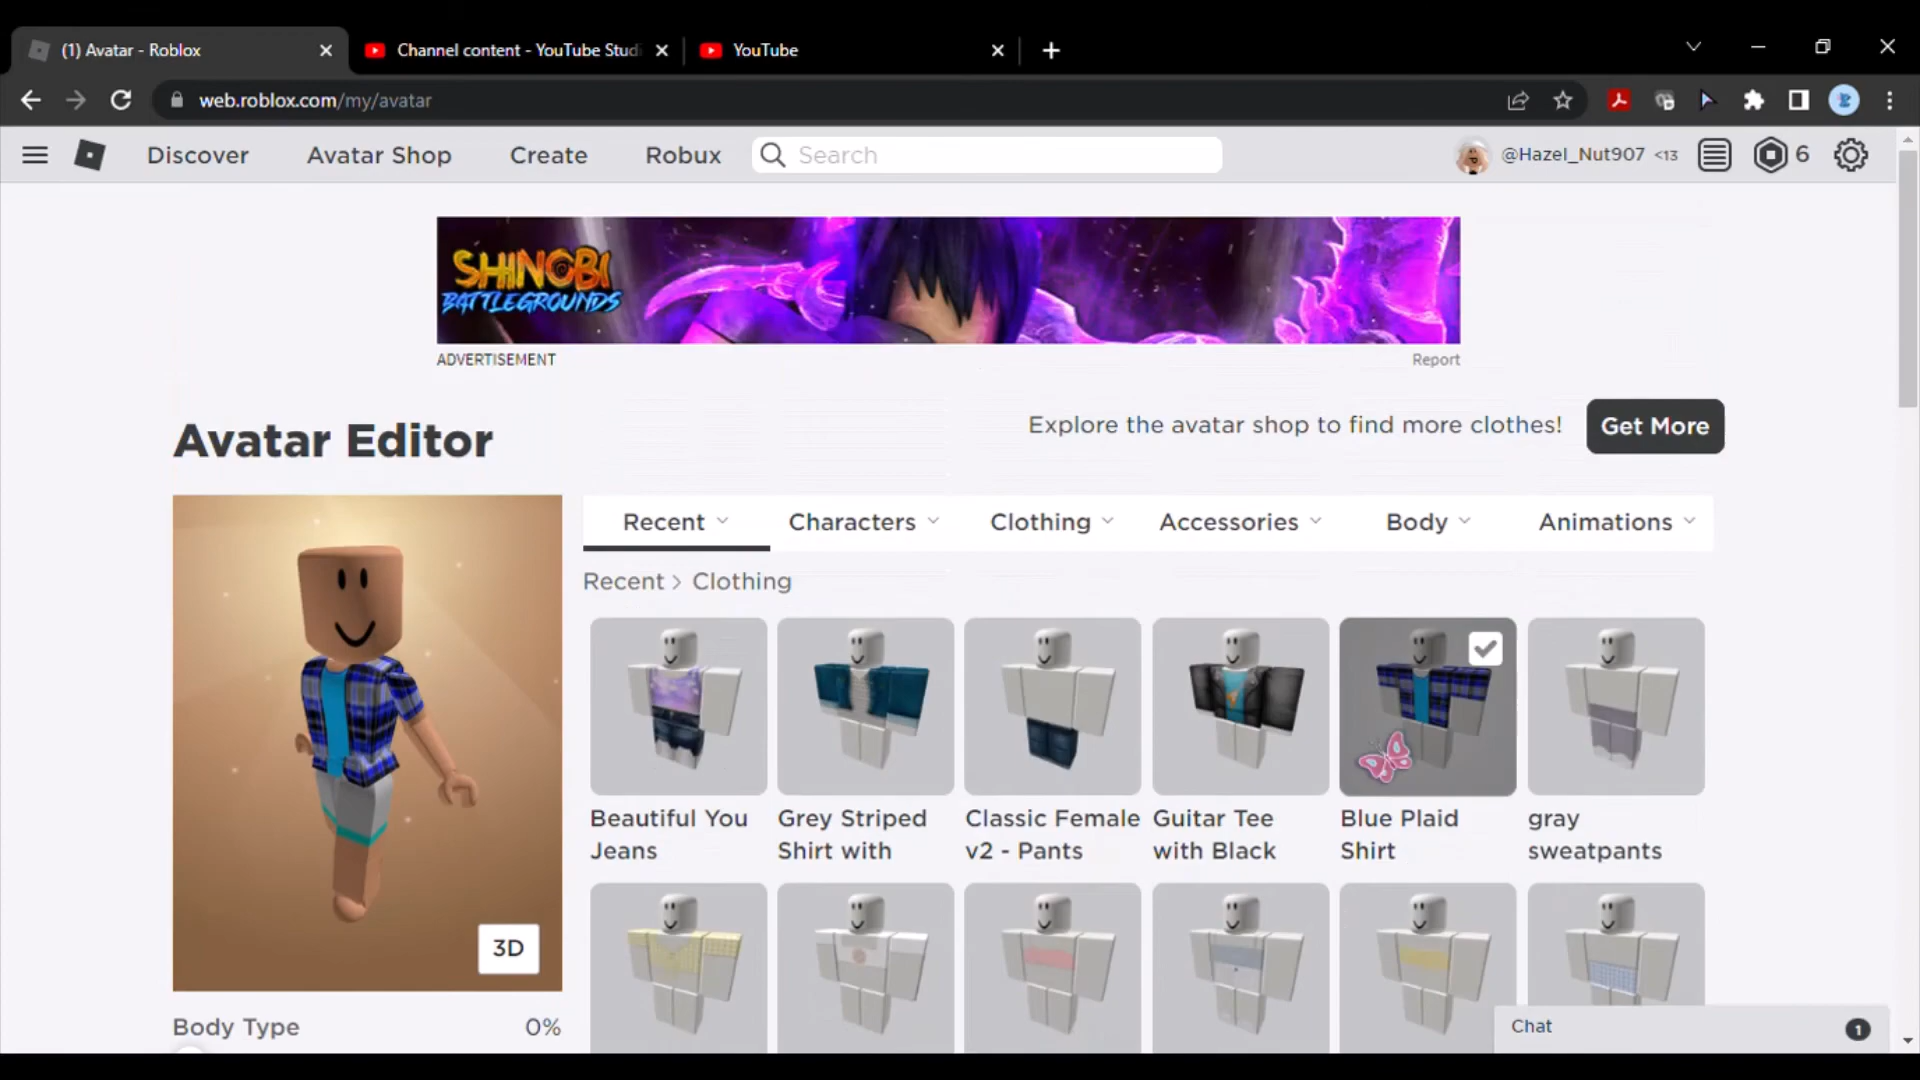 (1) Avatar - Roblox
Channel content - YouTube Studi
YouTube
web.roblox.com/my/avatar
Discover
Avatar Shop
Create
Robux
Search
@Hazel_Nut907 <13
6
SHINOBI
BATTLEGROUNDS
ADVERTISEMENT
Report
Avatar Editor
Explore the avatar shop to find more clothes!
Get More
Recent
Characters
Clothing
Accessories
Body
Animations
Recent > Clothing
3D
Beautiful You
Jeans
Grey Striped
Shirt with
Classic Female
v2 - Pants
Guitar Tee
with Black
Blue Plaid
Shirt
gray
sweatpants
Body Type
0%
Chat
1